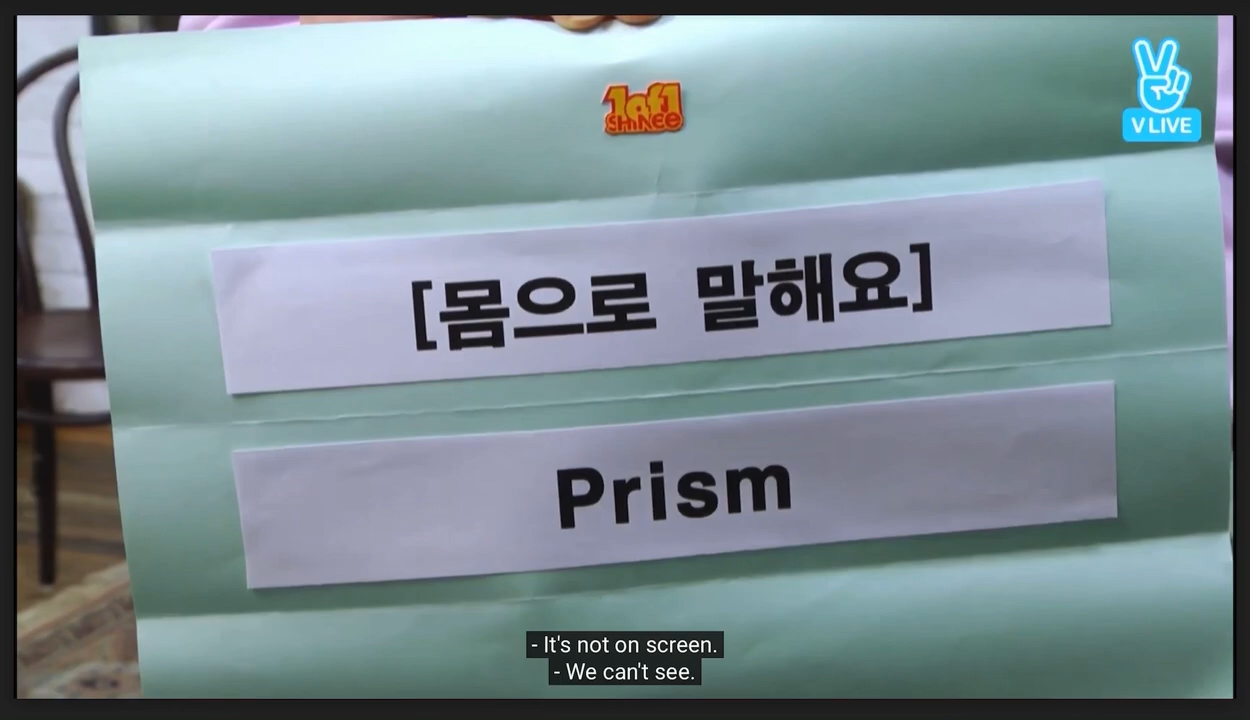 1of1
SHINee
V LIVE
[몸으로 말해요]
Prism
- It's not on screen.
- We can't see.